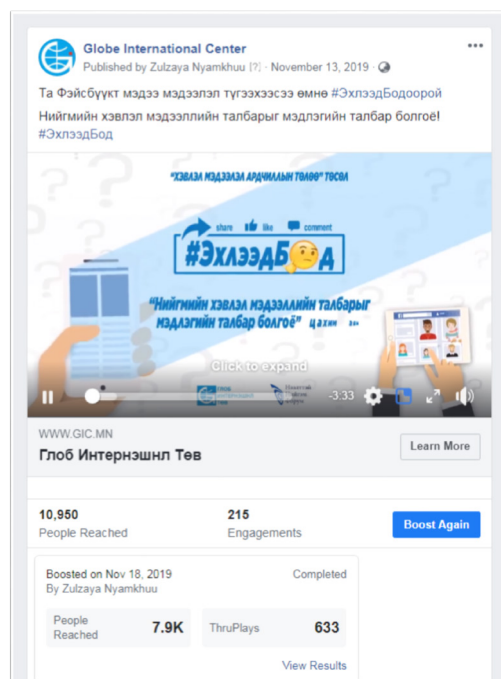 Globe International Center
Published by Zulzaya Nyamkhuu [?] · November 13, 2019 ·
Та Фэйсбүүкт мэдээ мэдээлэл түгээхээсээ өмнө #ЭхлээдБодоорой
Нийгмийн хэвлэл мэдээллийн талбарыг мэдлэгийн талбар болгоё!
#ЭхлээдБод
"ХЭВЛЭЛ МЭДЭЭЛЭЛ АРДЧИЛЛЫН ТӨЛӨӨ" ТӨСӨЛ
share like comment
#ЭхлээдБ д
"Нийгмийн хэвлэл мэдээллийн талбарыг
мэдлэгийн талбар болгоё" цахим
Click to expand
-3:33
WWW.GIC.MN
Глоб Интернэшнл Төв
Learn More
10,950
People Reached
215
Engagements
Boost Again
Boosted on Nov 18, 2019
Completed
By Zulzaya Nyamkhuu
People Reached
7.9K
ThruPlays
633
View Results